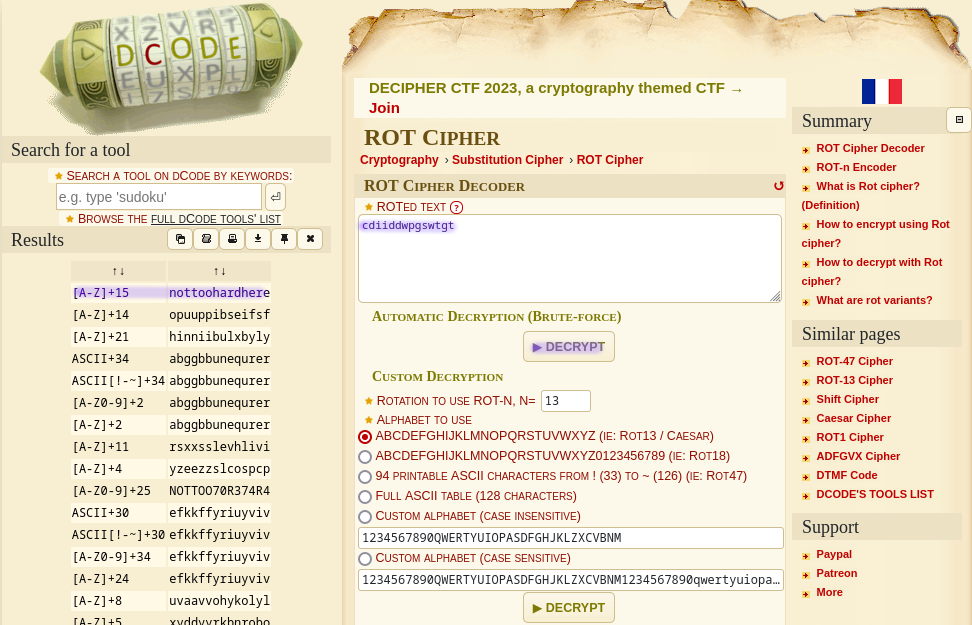 DCODE
Search for a tool
★ Search a tool on dCode by keywords:
e.g. type 'sudoku'
★ Browse the full dCode tools' list
Results
↑↓ ↑↓
[A-Z]+15 nottoohardhere
[A-Z]+14 opuuppibseifsf
[A-Z]+21 hinniibulxbyly
ASCII+34 abggbbunequrer
ASCII[!-~]+34 abggbbunequrer
[A-Z0-9]+2 abggbbunequrer
[A-Z]+2 abggbbunequrer
[A-Z]+11 rsxxsslevhlivi
[A-Z]+4 yzeezzslcospcp
[A-Z0-9]+25 NOTTOO70R374R4
ASCII+30 efkkffyriuyviv
ASCII[!-~]+30 efkkffyriuyviv
[A-Z0-9]+34 efkkffyriuyviv
[A-Z]+24 efkkffyriuyviv
[A-Z]+8 uvaavvohykolyl
[A-Z]+5 xyddyyrkbnrobo
DECIPHER CTF 2023, a cryptography themed CTF →
Join
ROT Cipher
Cryptography › Substitution Cipher › ROT Cipher
ROT Cipher Decoder ↺
★ ROTed text ?
cdiiddwpgswtgt
Automatic Decryption (Brute-force)
▶ DECRYPT
Custom Decryption
★ Rotation to use ROT-N, N= 13
★ Alphabet to use
ABCDEFGHIJKLMNOPQRSTUVWXYZ (ie: Rot13 / Caesar)
ABCDEFGHIJKLMNOPQRSTUVWXYZ0123456789 (ie: Rot18)
94 printable ASCII characters from ! (33) to ~ (126) (ie: Rot47)
Full ASCII table (128 characters)
Custom alphabet (case insensitive)
1234567890QWERTYUIOPASDFGHJKLZXCVBNM
Custom alphabet (case sensitive)
1234567890QWERTYUIOPASDFGHJKLZXCVBNM1234567890qwertyuiopa…
▶ DECRYPT
Summary
ROT Cipher Decoder
ROT-n Encoder
What is Rot cipher?
(Definition)
How to encrypt using Rot
cipher?
How to decrypt with Rot
cipher?
What are rot variants?
Similar pages
ROT-47 Cipher
ROT-13 Cipher
Shift Cipher
Caesar Cipher
ROT1 Cipher
ADFGVX Cipher
DTMF Code
DCODE'S TOOLS LIST
Support
Paypal
Patreon
More